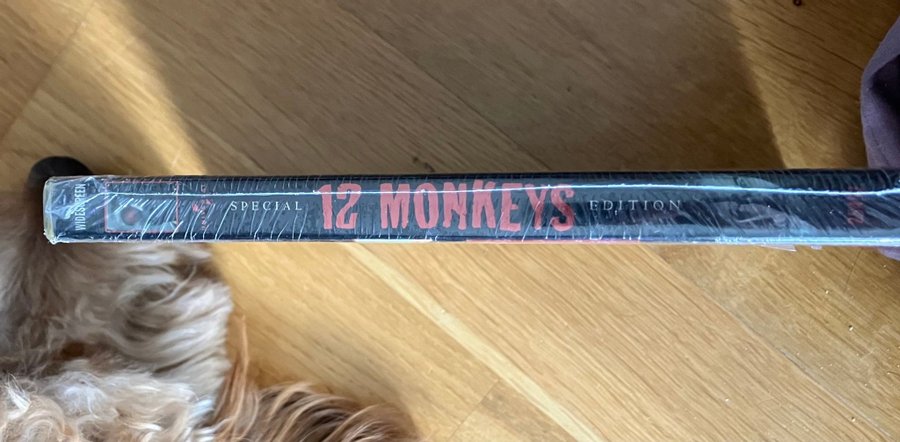 WIDESCREEN
SPECIAL 12 MONKEYS EDITION